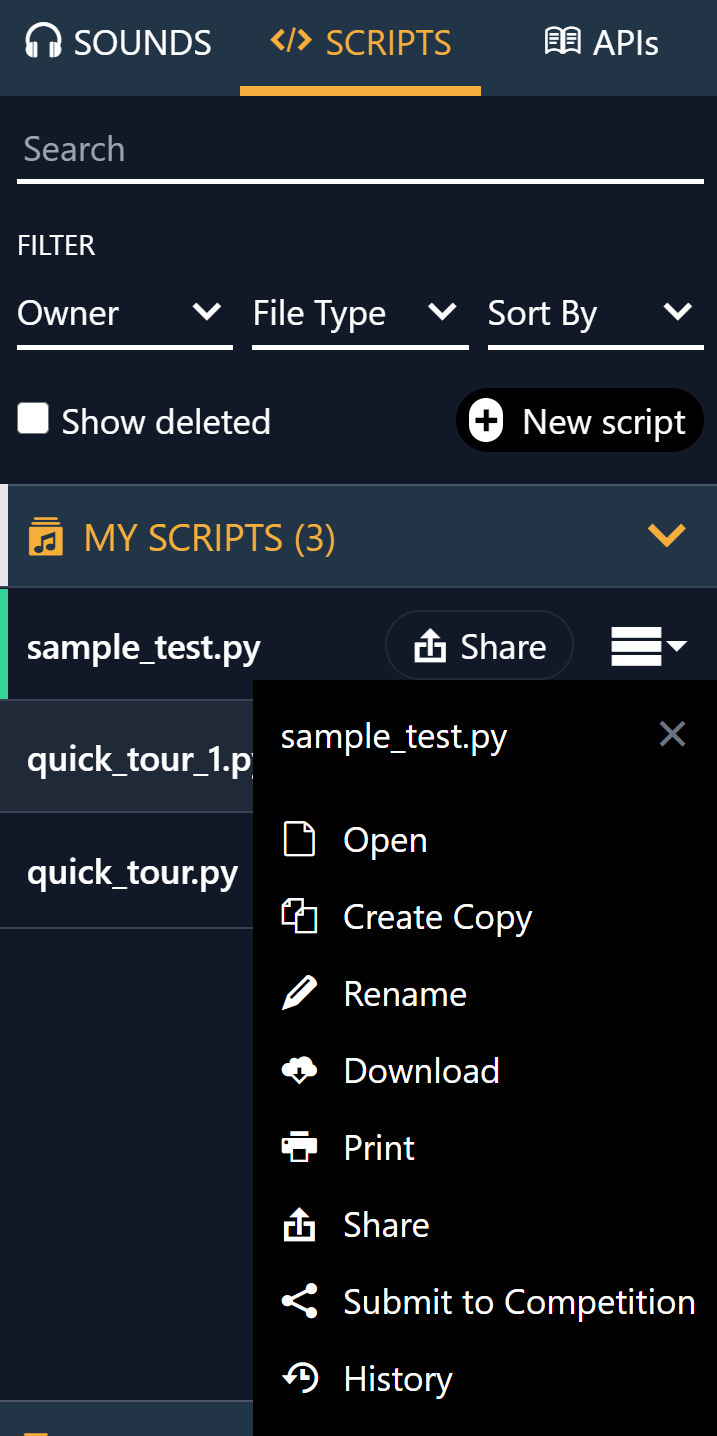 SOUNDS </> SCRIPTS APIs
Search
FILTER
Owner File Type Sort By
Show deleted New script
MY SCRIPTS (3)
sample_test.py Share
sample_test.py
quick_tour_1.py
quick_tour.py
Open
Create Copy
Rename
Download
Print
Share
Submit to Competition
History